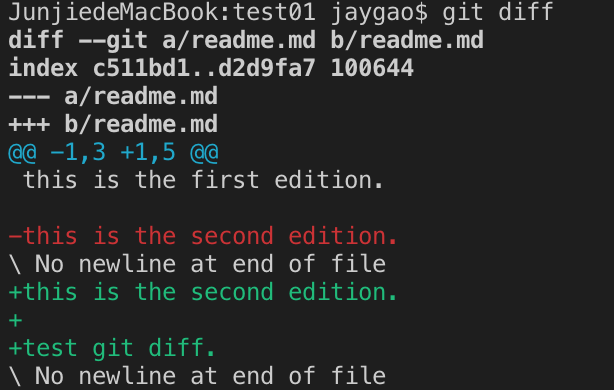 JunjiedeMacBook:test01 jaygao$ git diff
diff --git a/readme.md b/readme.md
index c511bd1..d2d9fa7 100644
--- a/readme.md
+++ b/readme.md
@@ -1,3 +1,5 @@
 this is the first edition.

-this is the second edition.
\ No newline at end of file
+this is the second edition.
+
+test git diff.
\ No newline at end of file